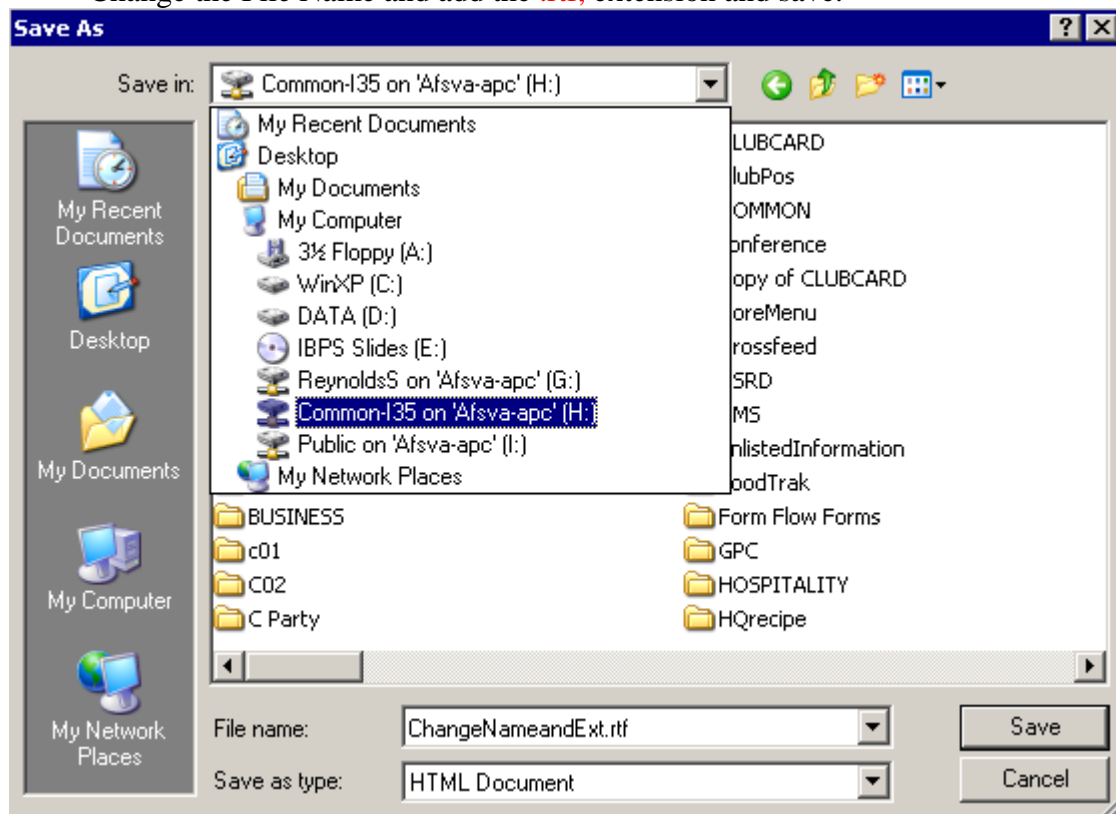 Change the File Name and add the .rtf, extension and save.
Save As
Save in:
Common-I35 on 'Afsva-apc' (H:)
My Recent Documents
Desktop
My Documents
My Computer
3½ Floppy (A:)
WinXP (C:)
DATA (D:)
IBPS Slides (E:)
ReynoldsS on 'Afsva-apc' (G:)
Common-I35 on 'Afsva-apc' (H:)
Public on 'Afsva-apc' (I:)
My Network Places
BUSINESS
c01
C02
C Party
LUBCARD
lubPos
OMMON
onference
opy of CLUBCARD
oreMenu
rossfeed
SRD
MS
nlistedInformation
oodTrak
Form Flow Forms
GPC
HOSPITALITY
HQrecipe
My Recent
Documents
Desktop
My Documents
My Computer
My Network
Places
File name:
ChangeNameandExt.rtf
Save
Save as type:
HTML Document
Cancel